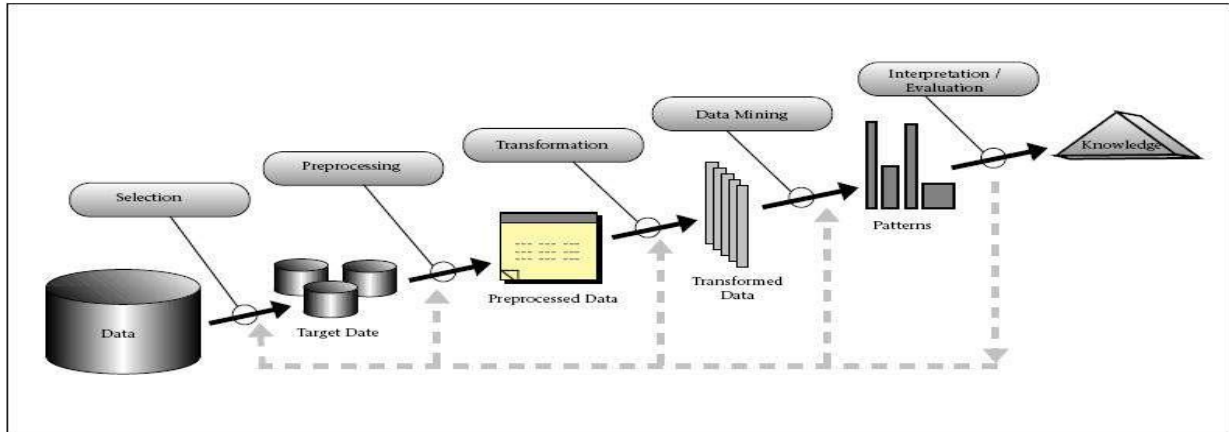 Interpretation /
Evaluation
Data Mining
Transformation
Preprocessing
Selection
Knowledge
Patterns
Transformed
Data
Preprocessed Data
Target Date
Data